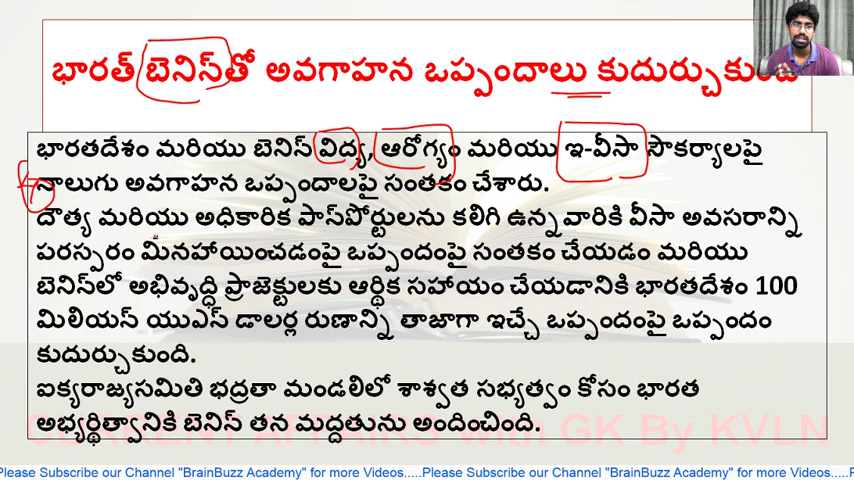 భారత్ బెనిస్‌తో అవగాహన ఒప్పందాలు కుదుర్చుకుంది
భారతదేశం మరియు బెనిస్ విద్య, ఆరోగ్యం మరియు ఇ-వీసా సౌకర్యాలపై
నాలుగు అవగాహన ఒప్పందాలపై సంతకం చేశారు.
దౌత్య మరియు అధికారిక పాస్‌పోర్టులను కలిగి ఉన్నవారికి వీసా అవసరాన్ని
పరస్పరం మినహాయించడంపై ఒప్పందంపై సంతకం చేయడం మరియు
బెనిస్‌లో అభివృద్ధి ప్రాజెక్టులకు ఆర్థిక సహాయం చేయడానికి భారతదేశం 100
మిలియస్ యుఎస్ డాలర్ల రుణాన్ని తాజాగా ఇచ్చే ఒప్పందంపై ఒప్పందం
కుదుర్చుకుంది.
ఐక్యరాజ్యసమితి భద్రతా మండలిలో శాశ్వత సభ్యత్వం కోసం భారత
అభ్యర్థిత్వానికి బెనిస్ తన మద్దతును అందించింది.
CURRENT AFFAIRS with GK By KVLN
Please Subscribe our Channel "BrainBuzz Academy" for more Videos.....Please Subscribe our Channel "BrainBuzz Academy" for more Videos.....P